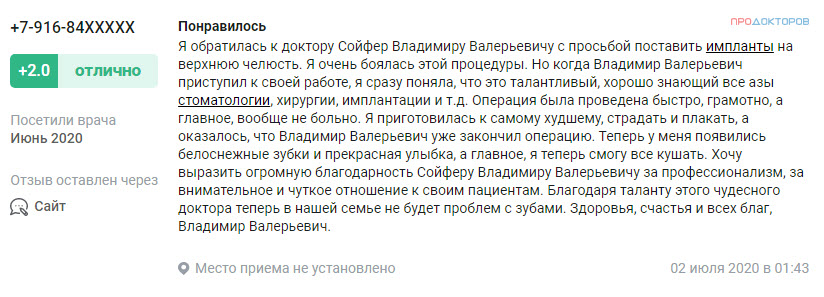 +7-916-84XXXXX
+2.0 отлично
Посетили врача
Июнь 2020
Отзыв оставлен через
Сайт
Понравилось
ПРОДОКТОРОВ
Я обратилась к доктору Сойфер Владимиру Валерьевичу с просьбой поставить импланты на
верхнюю челюсть. Я очень боялась этой процедуры. Но когда Владимир Валерьевич
приступил к своей работе, я сразу поняла, что это талантливый, хорошо знающий все азы
стоматологии, хирургии, имплантации и т.д. Операция была проведена быстро, грамотно, а
главное, вообще не больно. Я приготовилась к самому худшему, страдать и плакать, а
оказалось, что Владимир Валерьевич уже закончил операцию. Теперь у меня появились
белоснежные зубки и прекрасная улыбка, а главное, я теперь смогу все кушать. Хочу
выразить огромную благодарность Сойферу Владимиру Валерьевичу за профессионализм, за
внимательное и чуткое отношение к своим пациентам. Благодаря таланту этого чудесного
доктора теперь в нашей семье не будет проблем с зубами. Здоровья, счастья и всех благ,
Владимир Валерьевич.
Место приема не установлено
02 июля 2020 в 01:43